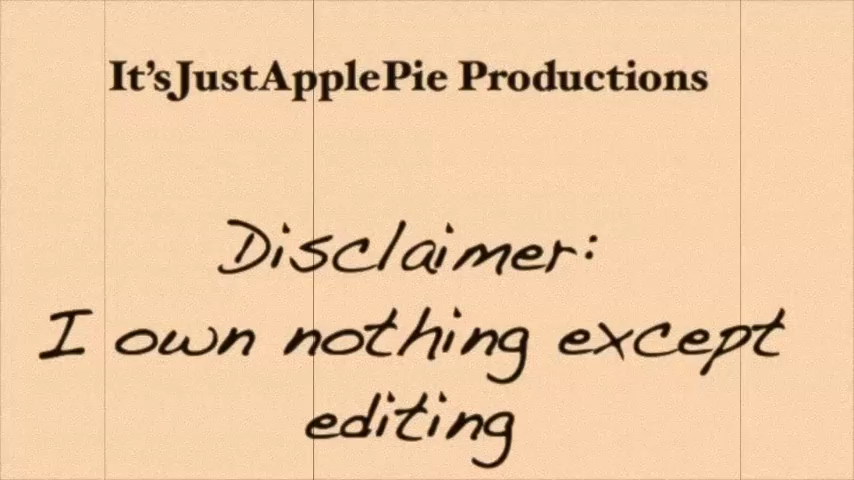 It’sJustApplePie Productions
Disclaimer:
I own nothing except
editing